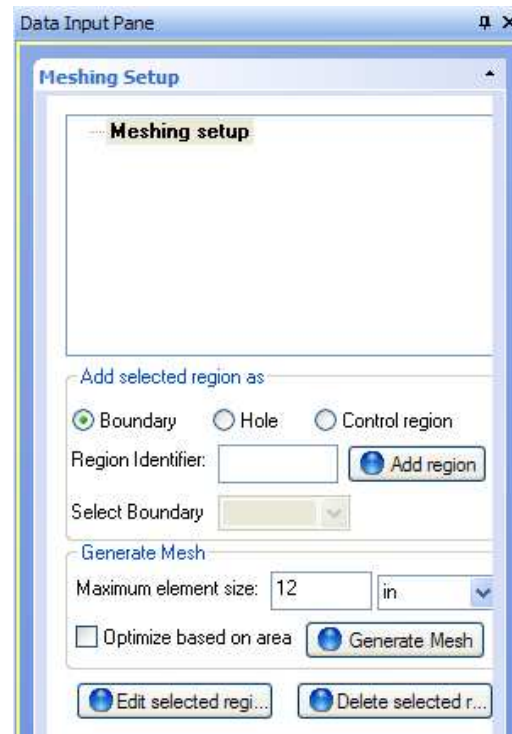 Data Input Pane
Meshing Setup
Meshing setup
Add selected region as
Boundary Hole Control region
Region Identifier: Add region
Select Boundary
Generate Mesh
Maximum element size: 12 in
Optimize based on area Generate Mesh
Edit selected regi... Delete selected r...